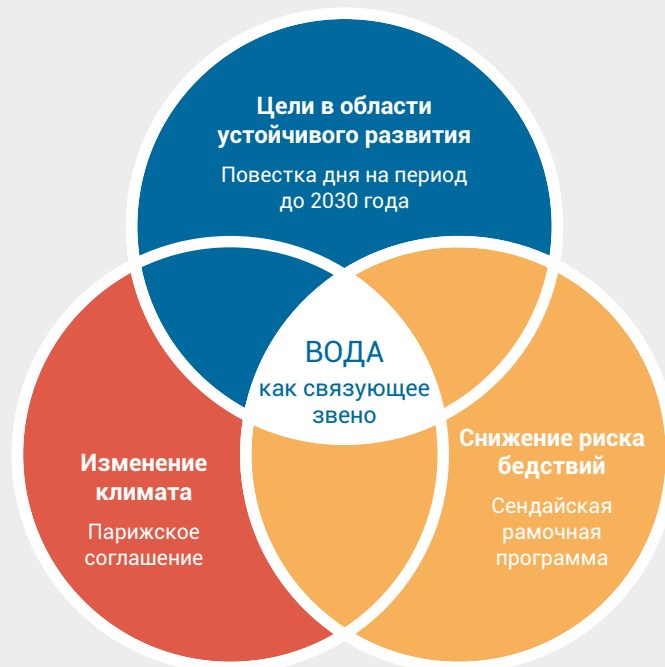 Цели в области
устойчивого развития
Повестка дня на период
до 2030 года
ВОДА
как связующее
звено
Изменение
климата
Парижское
соглашение
Снижение риска
бедствий
Сендайская
рамочная
программа